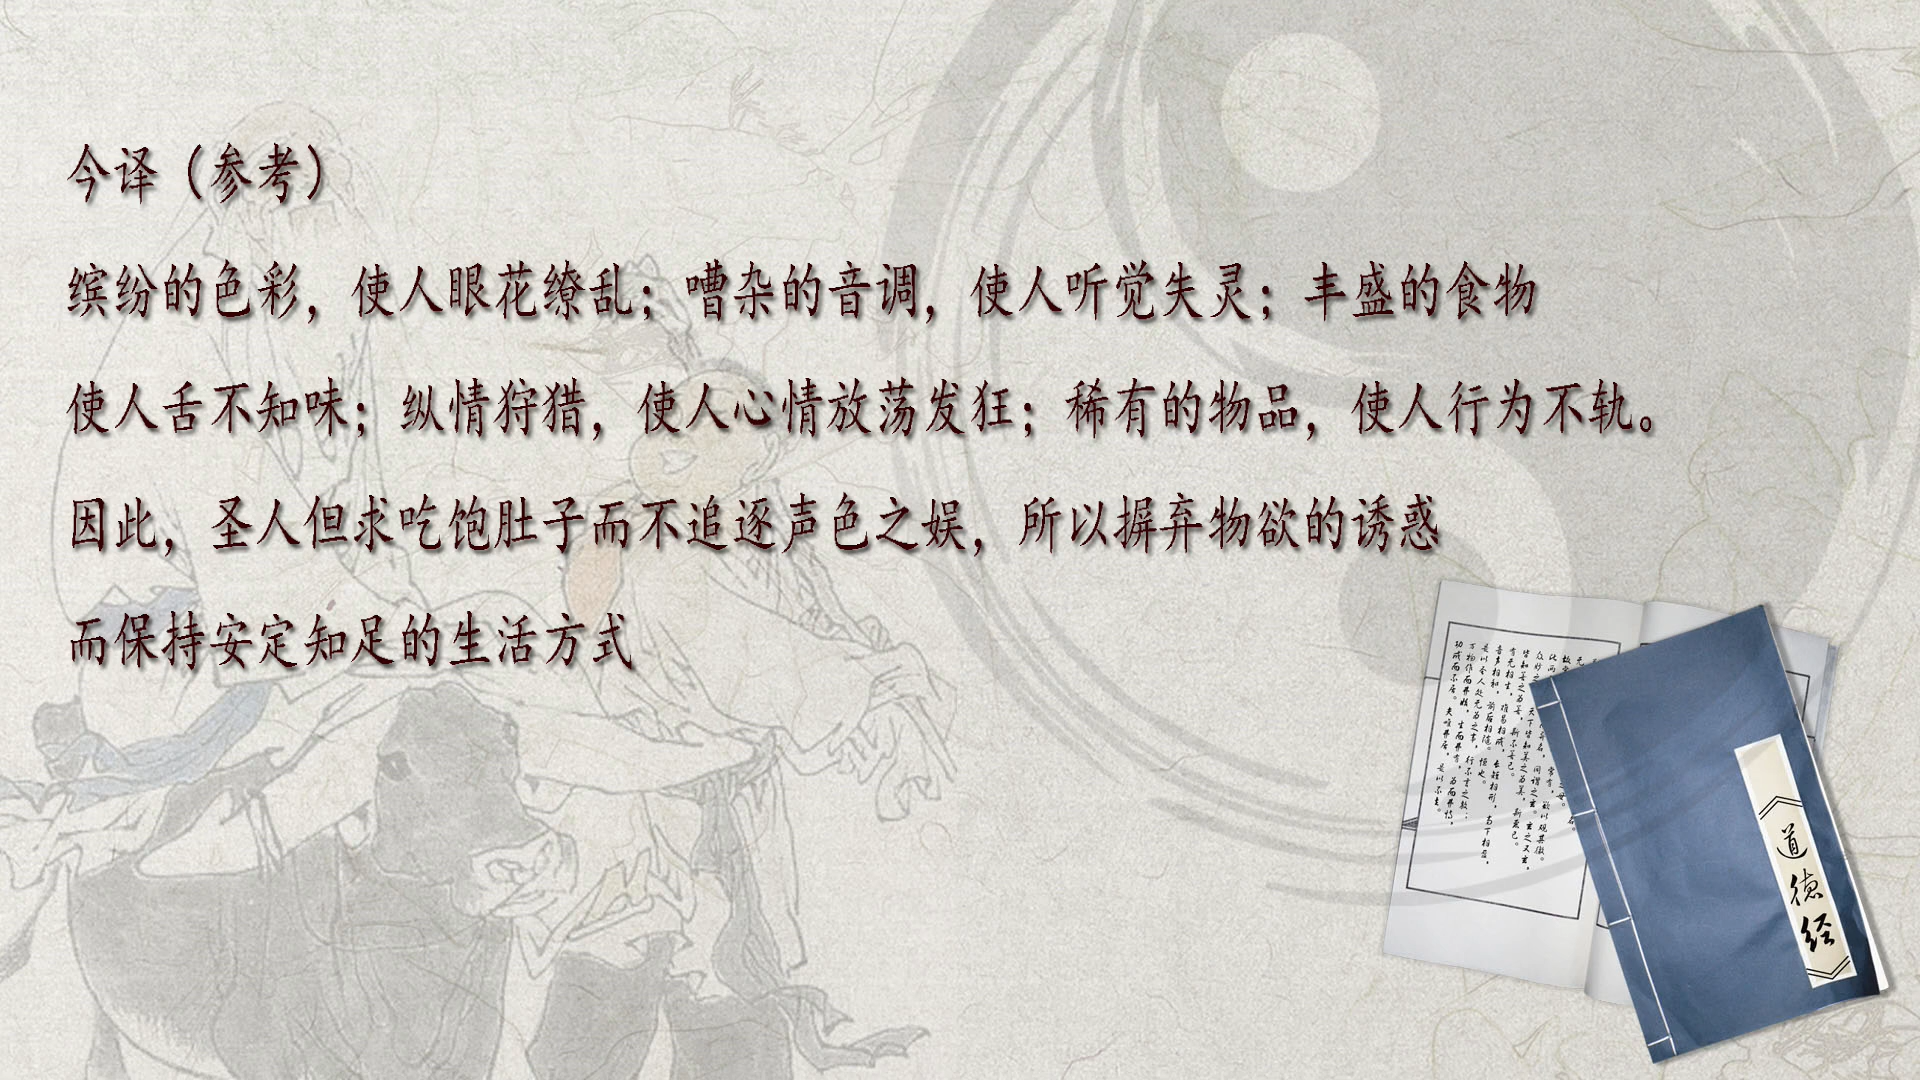 今译（参考）
缤纷的色彩，使人眼花缭乱；嘈杂的音调，使人听觉失灵；丰盛的食物
使人舌不知味；纵情狩猎，使人心情放荡发狂；稀有的物品，使人行为不轨。
因此，圣人但求吃饱肚子而不追逐声色之娱，所以摒弃物欲的诱惑
而保持安定知足的生活方式
道德经